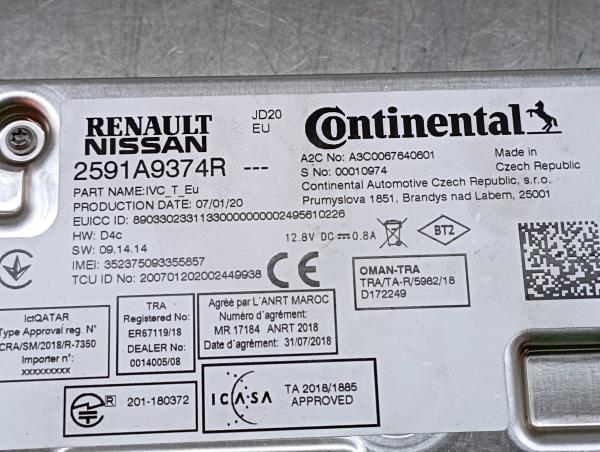 RENAULT
NISSAN
JD20
EU
Continental
2591A9374R ---
PART NAME:IVC_T_Eu
PRODUCTION DATE: 07/01/20
A2C No: A3C0067640601
S No: 00010974
Made in
Czech Republic
Continental Automotive Czech Republic, s.r.o.
Prumyslova 1851, Brandys nad Labem, 25001
EUICC ID: 89033023311330000000002495610226
HW: D4c
SW: 09.14.14
12.8V DC ⎓ 0.8A
BT2
IMEI: 352375093355857
TCU ID No: 200701202002449938
CE
OMAN-TRA
TRA/TA-R/5982/18
D172249
IctQATAR
Type Approval reg. N°
CRA/SM/2018/R-7350
Importer n°:
xxxxxxxxx
TRA
Registered No:
ER67119/18
DEALER No:
0014005/08
Agréé par L'ANRT MAROC
Numéro d'agrément:
MR 17184 ANRT 2018
Date d'agrément: 31/07/2018
R 201-180372
ICASA
TA 2018/1885
APPROVED